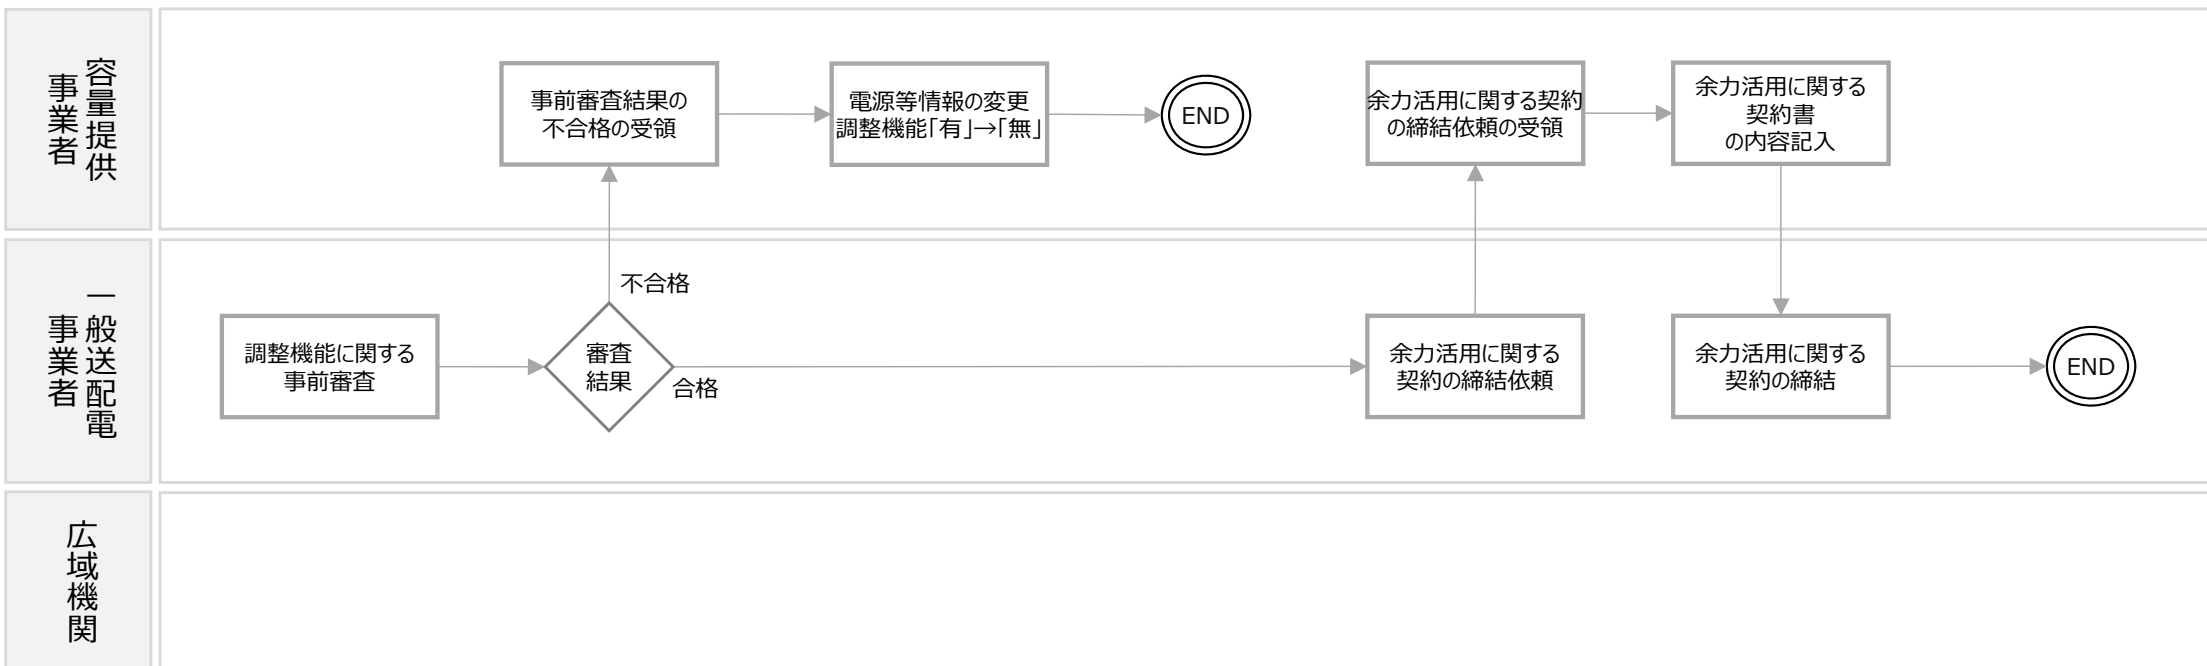 容量提供
事業者
事前審査結果の
不合格の受領
電源等情報の変更
調整機能「有」→「無」
END
余力活用に関する契約
の締結依頼の受領
余力活用に関する
契約書
の内容記入
一般送配電
事業者
調整機能に関する
事前審査
審査
結果
不合格
合格
余力活用に関する
契約の締結依頼
余力活用に関する
契約の締結
END
広域機関